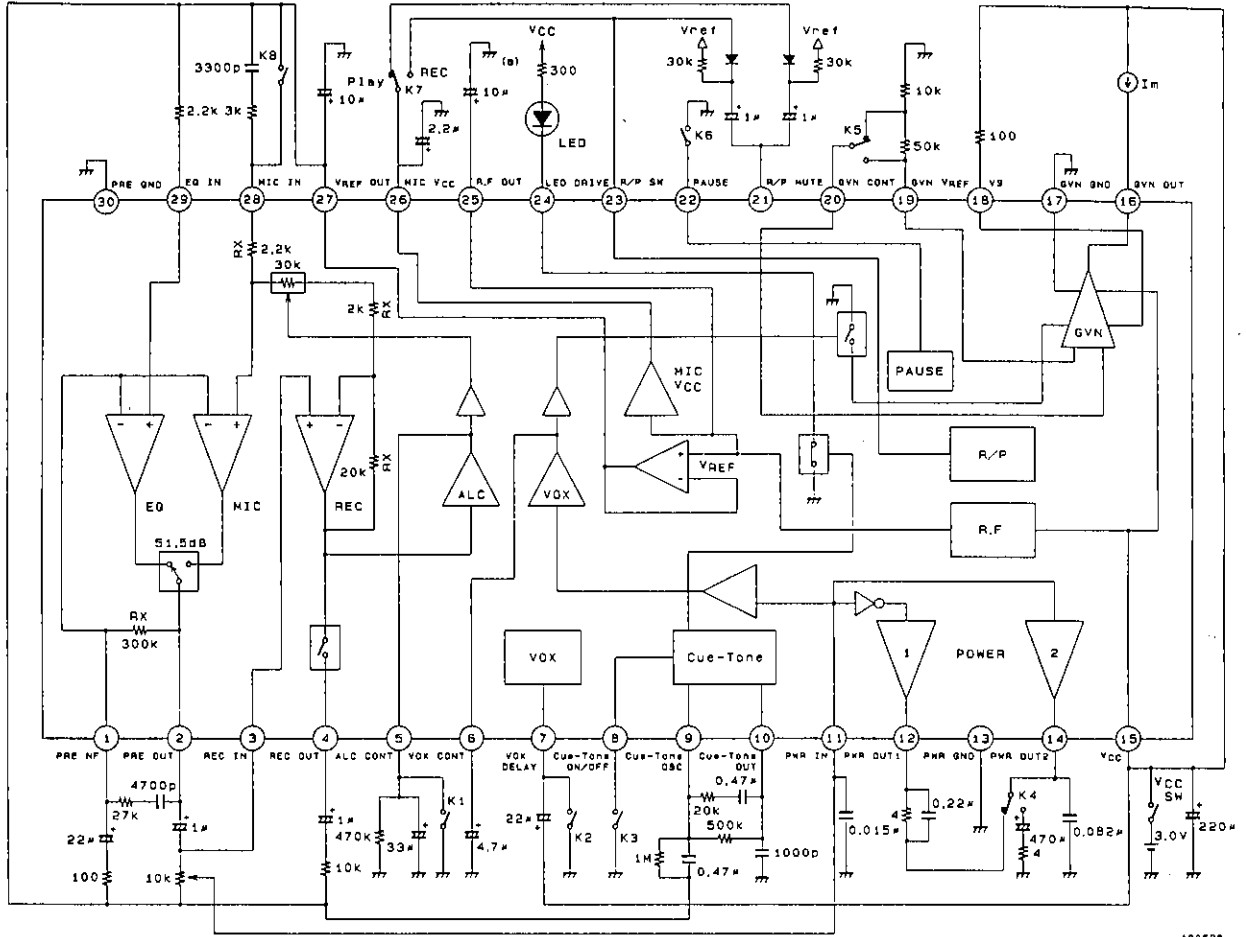 K8
3300p
2.2k
3k
10µ
Play
REC
K7
2.2µ
(a)
10µ
VCC
300
LED
Vref
30k
Vref
30k
1µ
1µ
K6
K5
10k
50k
100
Im
PRE GND
EQ IN
MIC IN
VREF OUT
MIC VCC
R.F OUT
LED DRIVE
R/P SW
PAUSE
R/P MUTE
GVN CONT
GVN VREF
VS
GVN GND
GVN OUT
30
29
28
27
26
25
24
23
22
21
20
19
18
17
16
RX
2.2k
30k
2k
RX
GVN
PAUSE
MIC VCC
- +
- +
+ -
20k
RX
EQ
MIC
REC
ALC
VOX
VREF
+
-
R/P
R.F
51.5dB
RX
300k
VOX
Cue-Tone
1
POWER
2
1
2
3
4
5
6
7
8
9
10
11
12
13
14
15
PRE NF
PRE OUT
REC IN
REC OUT
ALC CONT
VOX CONT
VOX DELAY
Cue-Tone ON/OFF
Cue-Tone OSC
Cue-Tone OUT
PWR IN
PWR OUT1
PWR GND
PWR OUT2
VCC
4700p
27k
22µ
1µ
100
10k
1µ
10k
470k
33µ
K1
4.7µ
22µ
K2
K3
0.47µ
20k
500k
1M
0.47µ
1000p
0.015µ
4
0.22µ
K4
470µ
4
0.082µ
VCC SW
3.0V
220µ